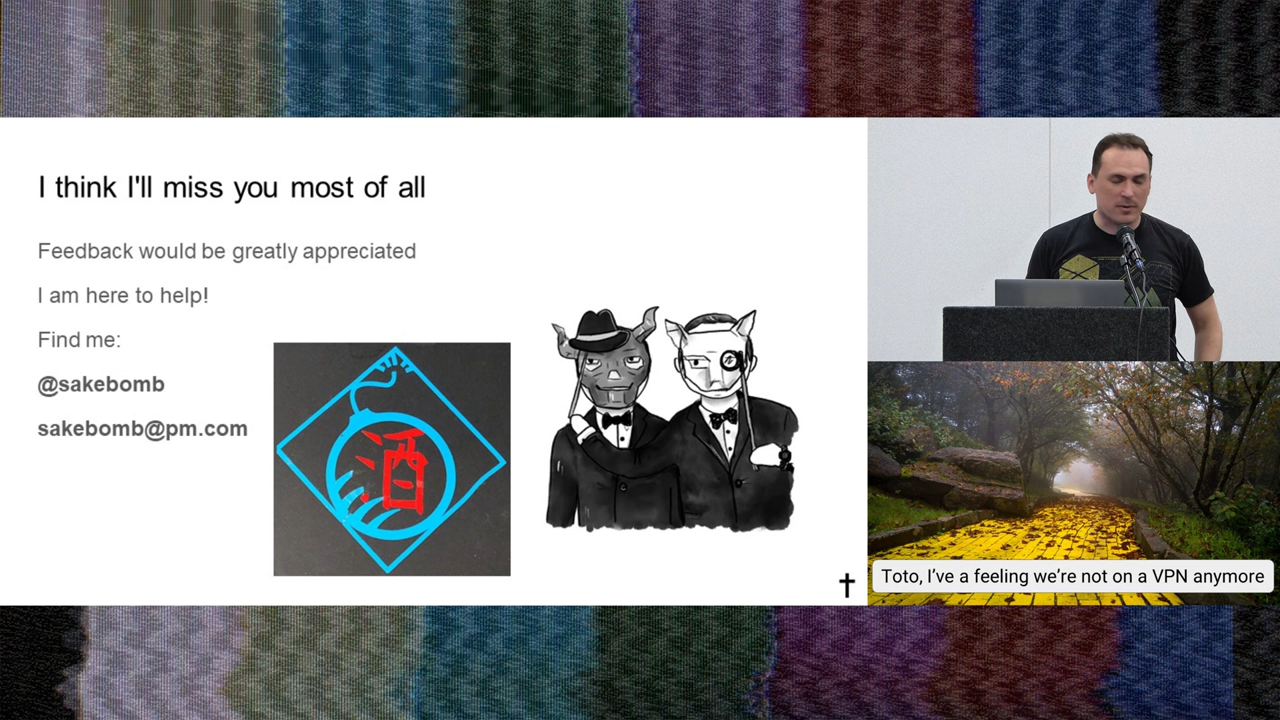 I think I'll miss you most of all
Feedback would be greatly appreciated
I am here to help!
Find me:
@sakebomb
sakebomb@pm.com
酒
Toto, I've a feeling we're not on a VPN anymore